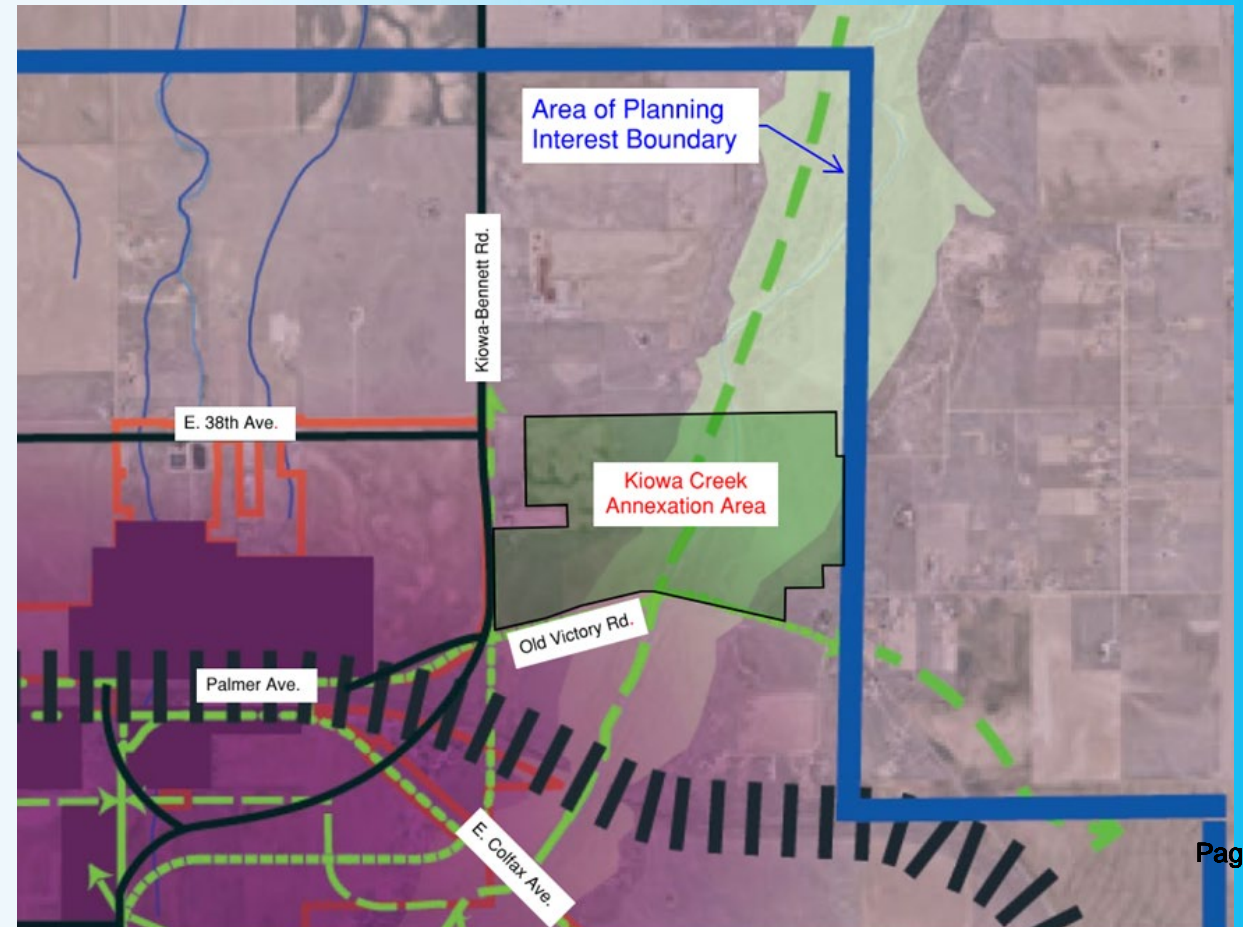 Area of Planning
Interest Boundary
Kiowa-Bennett Rd.
E. 38th Ave.
Kiowa Creek
Annexation Area
Old Victory Rd.
Palmer Ave.
E. Colfax Ave.
Pag